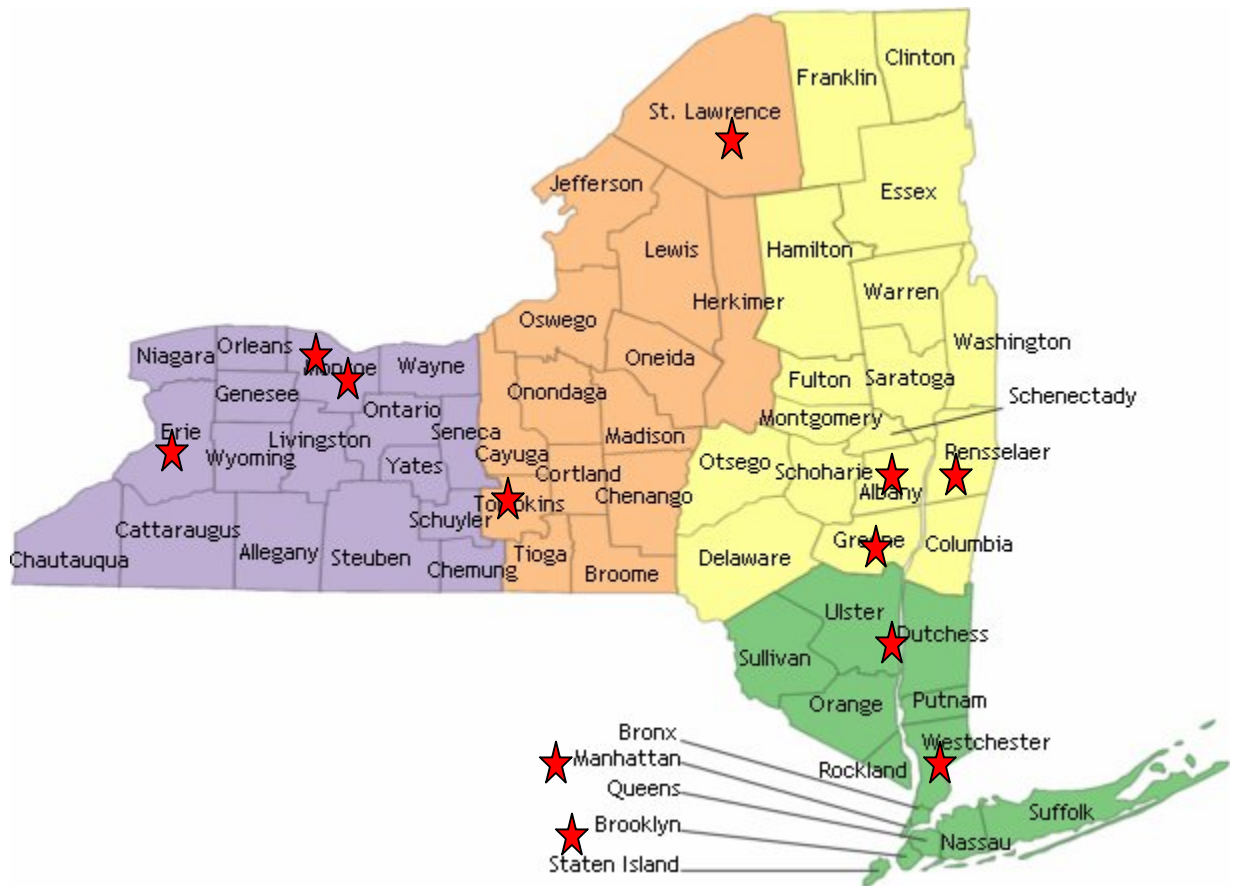 Clinton
Franklin
St. Lawrence
Jefferson
Essex
Lewis
Hamilton
Warren
Herkimer
Oswego
Washington
Niagara
Orleans
Monroe
Wayne
Oneida
Fulton
Saratoga
Genesee
Onondaga
Schenectady
Ontario
Montgomery
Erie
Livingston
Seneca
Madison
Wyoming
Cayuga
Rensselaer
Yates
Otsego
Schoharie
Cortland
Albany
Chenango
Tompkins
Schuyler
Cattaraugus
Greene
Columbia
Chautauqua
Allegany
Steuben
Tioga
Delaware
Chemung
Broome
Ulster
Dutchess
Sullivan
Putnam
Orange
Bronx
Westchester
Manhattan
Rockland
Queens
Suffolk
Brooklyn
Nassau
Staten Island